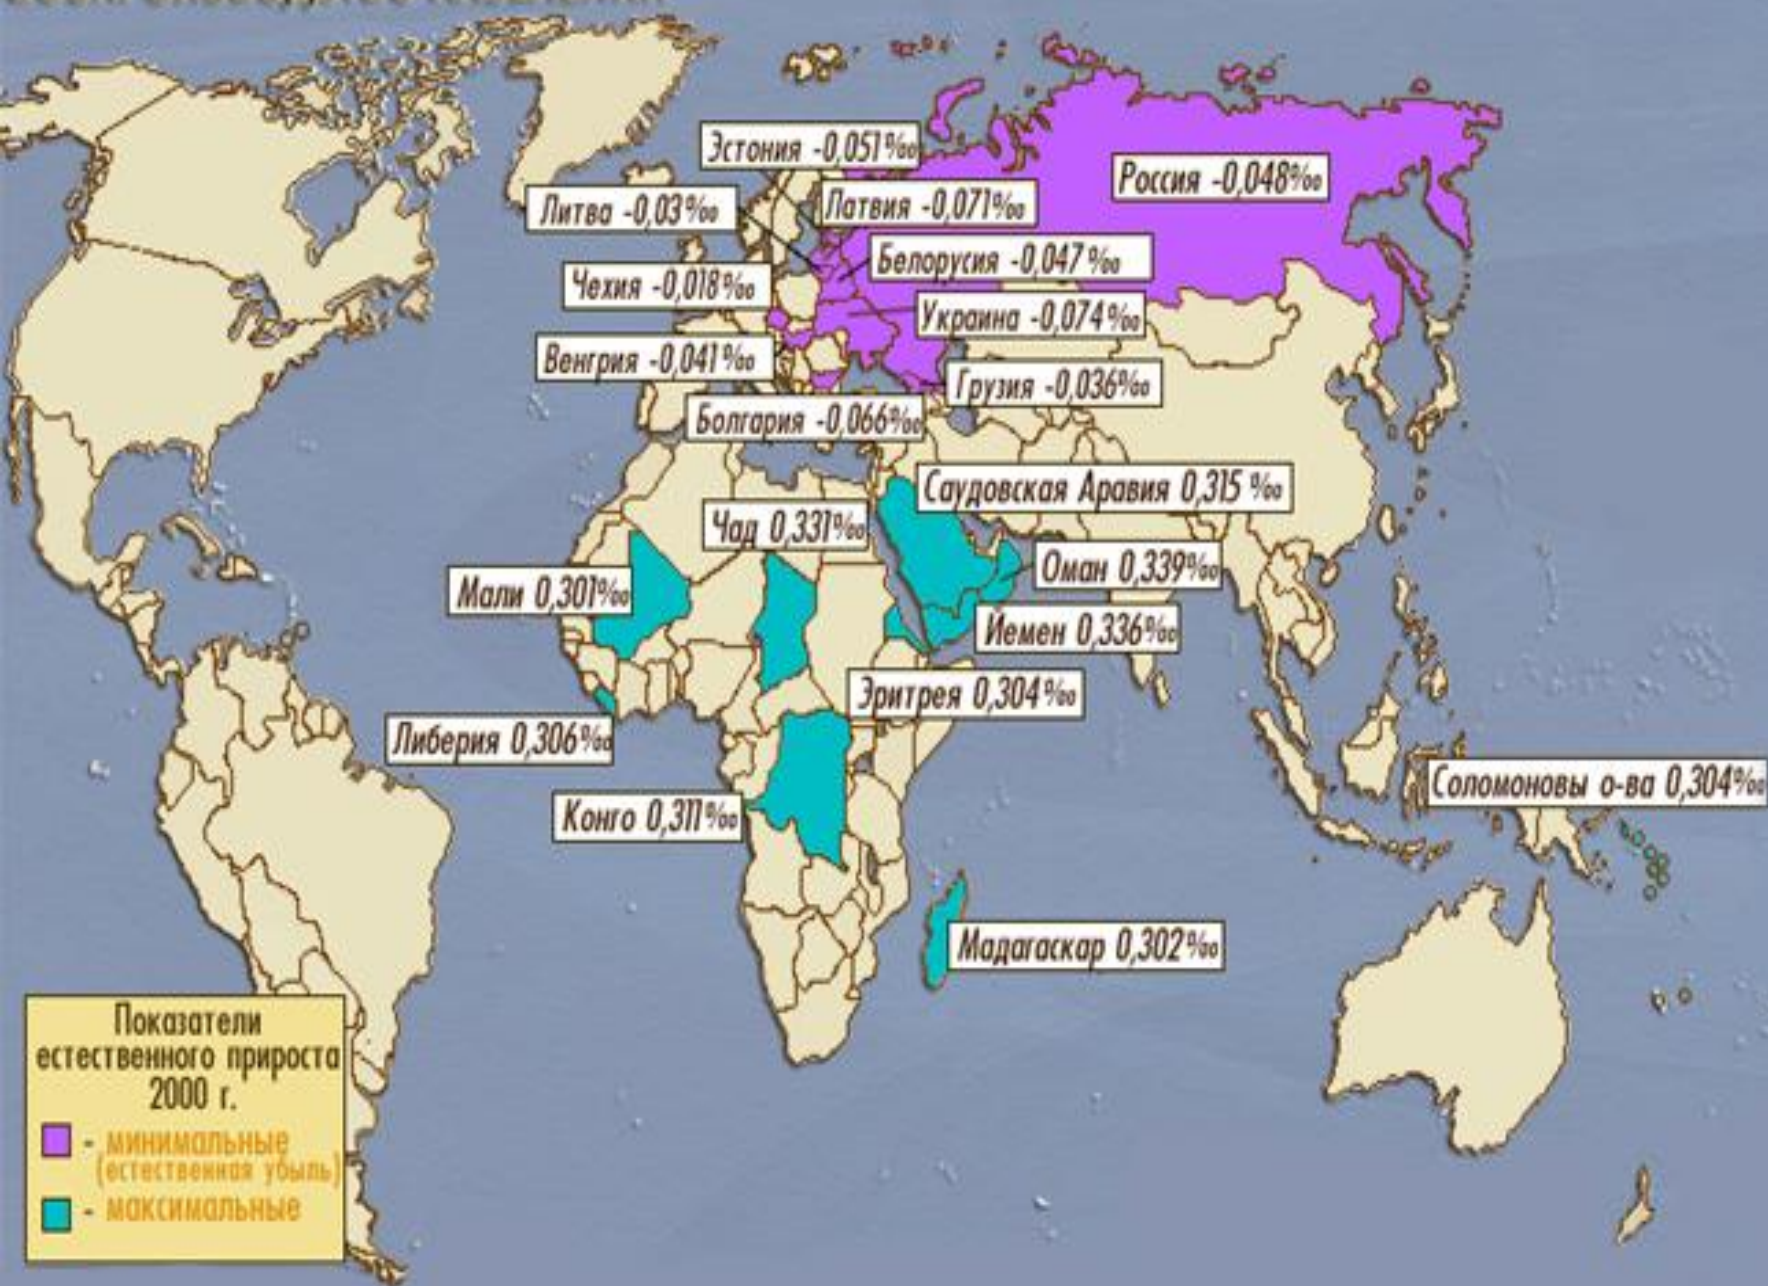 Эстония -0,051‰
Россия -0,048‰
Литва -0,03‰
Латвия -0,071‰
Белорусия -0,047‰
Чехия -0,018‰
Украина -0,074‰
Венгрия -0,041‰
Грузия -0,036‰
Болгария -0,066‰
Саудовская Аравия 0,315 ‰
Чад 0,331‰
Оман 0,339‰
Мали 0,301‰
Йемен 0,336‰
Эритрея 0,304‰
Либерия 0,306‰
Соломоновы о-ва 0,304‰
Конго 0,311‰
Мадагаскар 0,302‰
Показатели
естественного прироста
2000 г.
- минимальные
(естественная убыль)
- максимальные